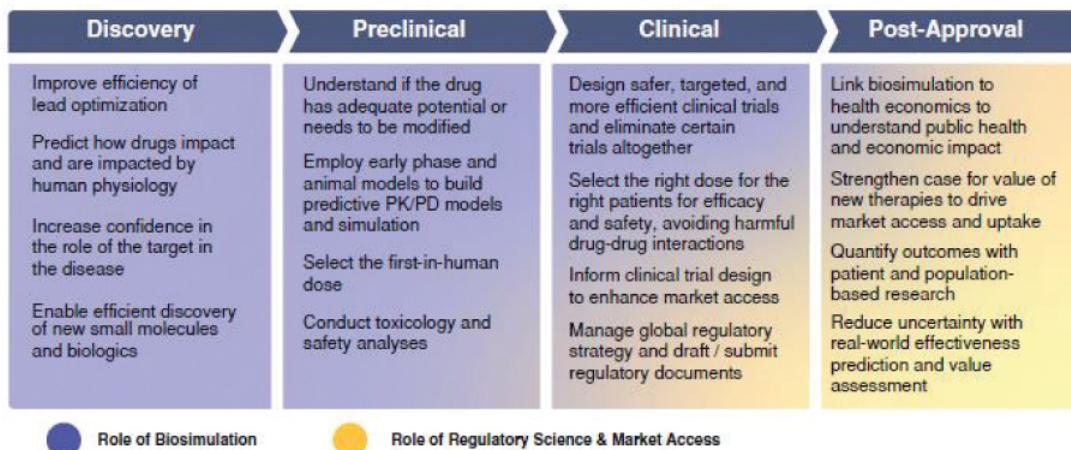 Discovery
Preclinical
Clinical
Post-Approval
Improve efficiency of
lead optimization
Predict how drugs impact
and are impacted by
human physiology
Increase confidence
in the role of the target in
the disease
Enable efficient discovery
of new small molecules
and biologics
Understand if the drug
has adequate potential or
needs to be modified
Employ early phase and
animal models to build
predictive PK/PD models
and simulation
Select the first-in-human
dose
Conduct toxicology and
safety analyses
Design safer, targeted, and
more efficient clinical trials
and eliminate certain
trials altogether
Select the right dose for the
right patients for efficacy
and safety, avoiding harmful
drug-drug interactions
Inform clinical trial design
to enhance market access
Manage global regulatory
strategy and draft / submit
regulatory documents
Link biosimulation to
health economics to
understand public health
and economic impact
Strengthen case for value of
new therapies to drive
market access and uptake
Quantify outcomes with
patient and population-
based research
Reduce uncertainty with
real-world effectiveness
prediction and value
assessment
Role of Biosimulation
Role of Regulatory Science & Market Access